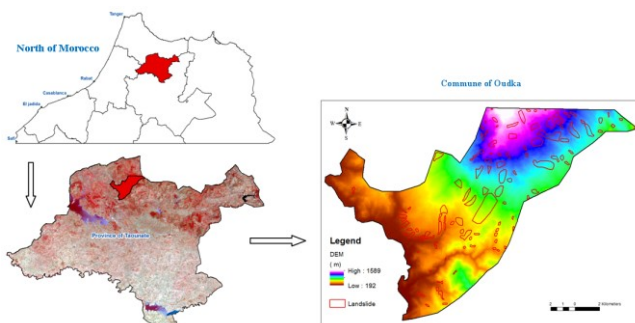 Tanger
North of Morocco
Rabat
Casablanca
El jadida
Safi
Province of Taounate
Commune of Oudka
N
W
E
S
Legend
DEM
( m)
High : 1589
Low : 192
Landslide
2
Kilometers